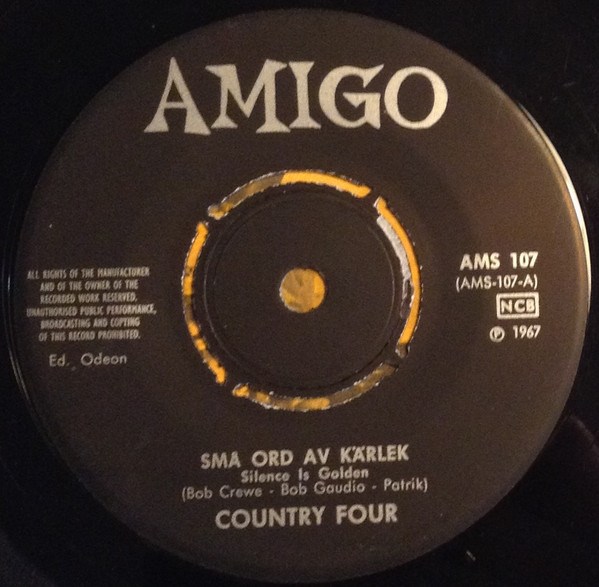 AMIGO
ALL RIGHTS OF THE MANUFACTURER
AND OF THE OWNER OF THE
RECORDED WORK RESERVED.
UNAUTHORISED PUBLIC PERFORMANCE,
BROADCASTING AND COPYING
OF THIS RECORD PROHIBITED.
Ed. Odeon
AMS 107
(AMS-107-A)
NCB
℗ 1967
SMA ORD AV KÄRLEK
Silence Is Golden
(Bob Crewe - Bob Gaudio - Patrik)
COUNTRY FOUR